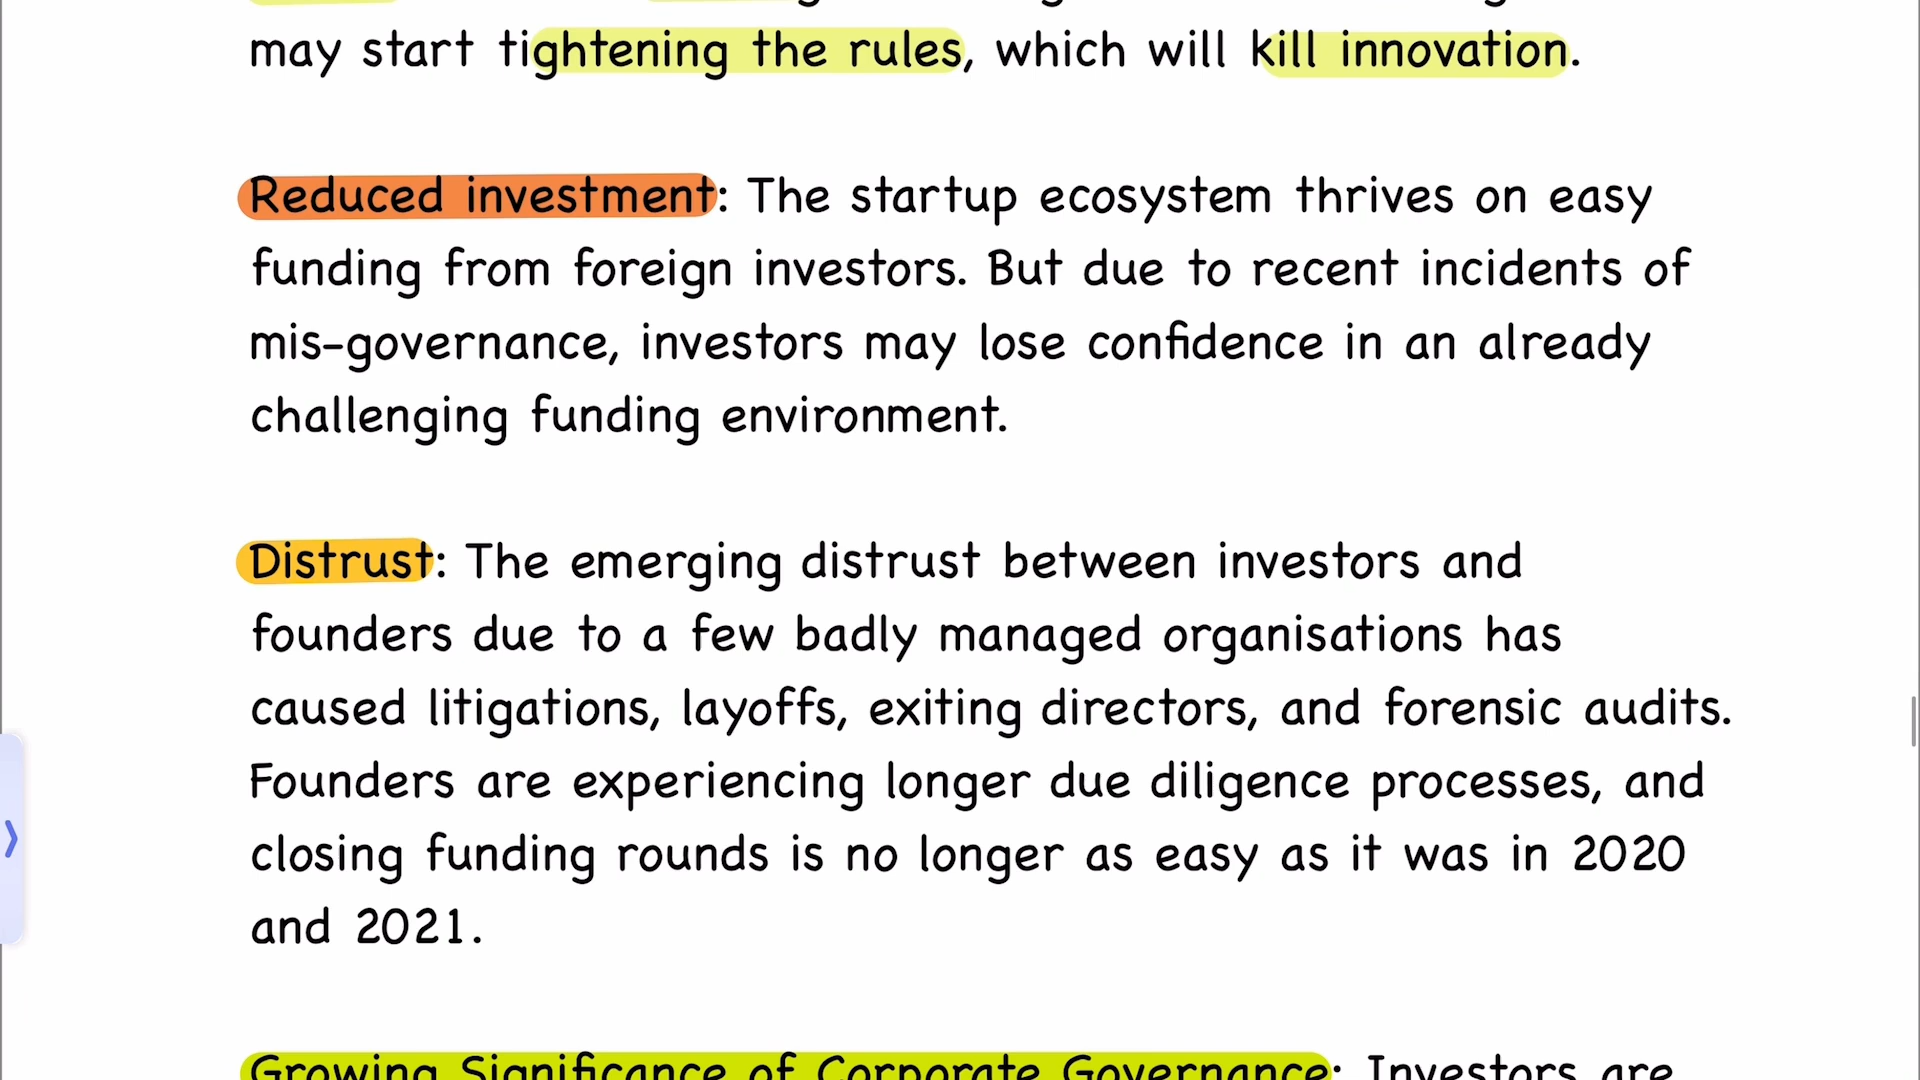 may start tightening the rules, which will kill innovation.
Reduced investment: The startup ecosystem thrives on easy
funding from foreign investors. But due to recent incidents of
mis-governance, investors may lose confidence in an already
challenging funding environment.
Distrust: The emerging distrust between investors and
founders due to a few badly managed organisations has
caused litigations, layoffs, exiting directors, and forensic audits.
Founders are experiencing longer due diligence processes, and
closing funding rounds is no longer as easy as it was in 2020
and 2021.
Growing Significance of Corporate Governance: Investors are